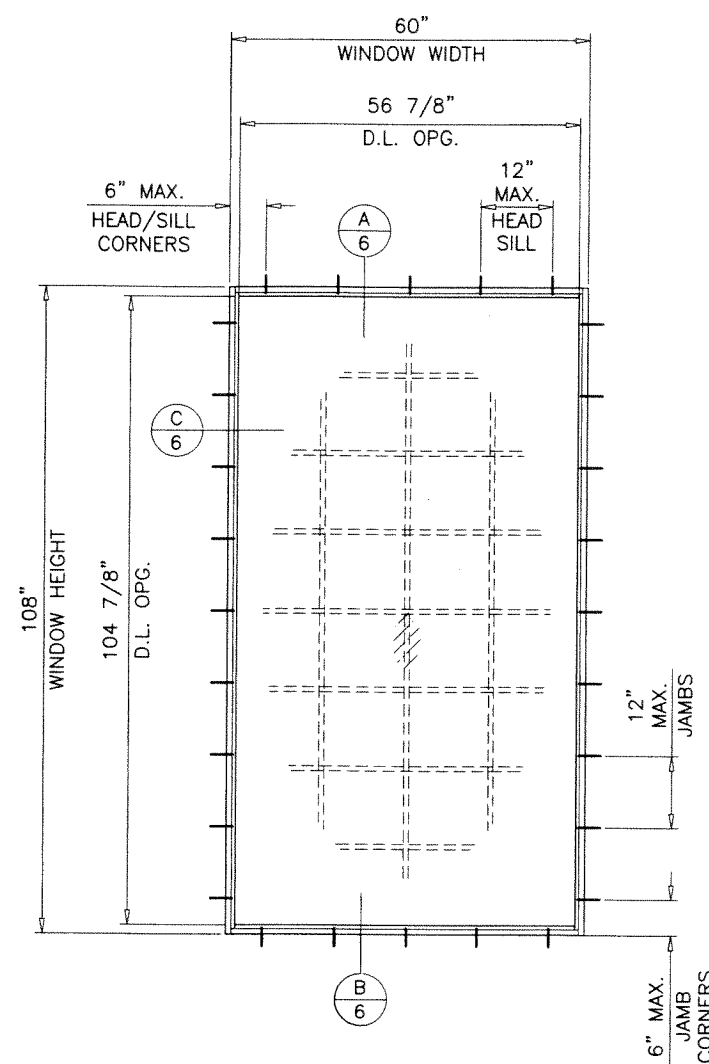 60"
WINDOW WIDTH
56 7/8"
D.L. OPG.
6" MAX.
HEAD/SILL
CORNERS
12"
MAX.
HEAD
SILL
A
6
C
6
108"
WINDOW HEIGHT
104 7/8"
D.L. OPG.
12"
MAX.
JAMBS
B
6
6" MAX.
JAMB
CORNERS